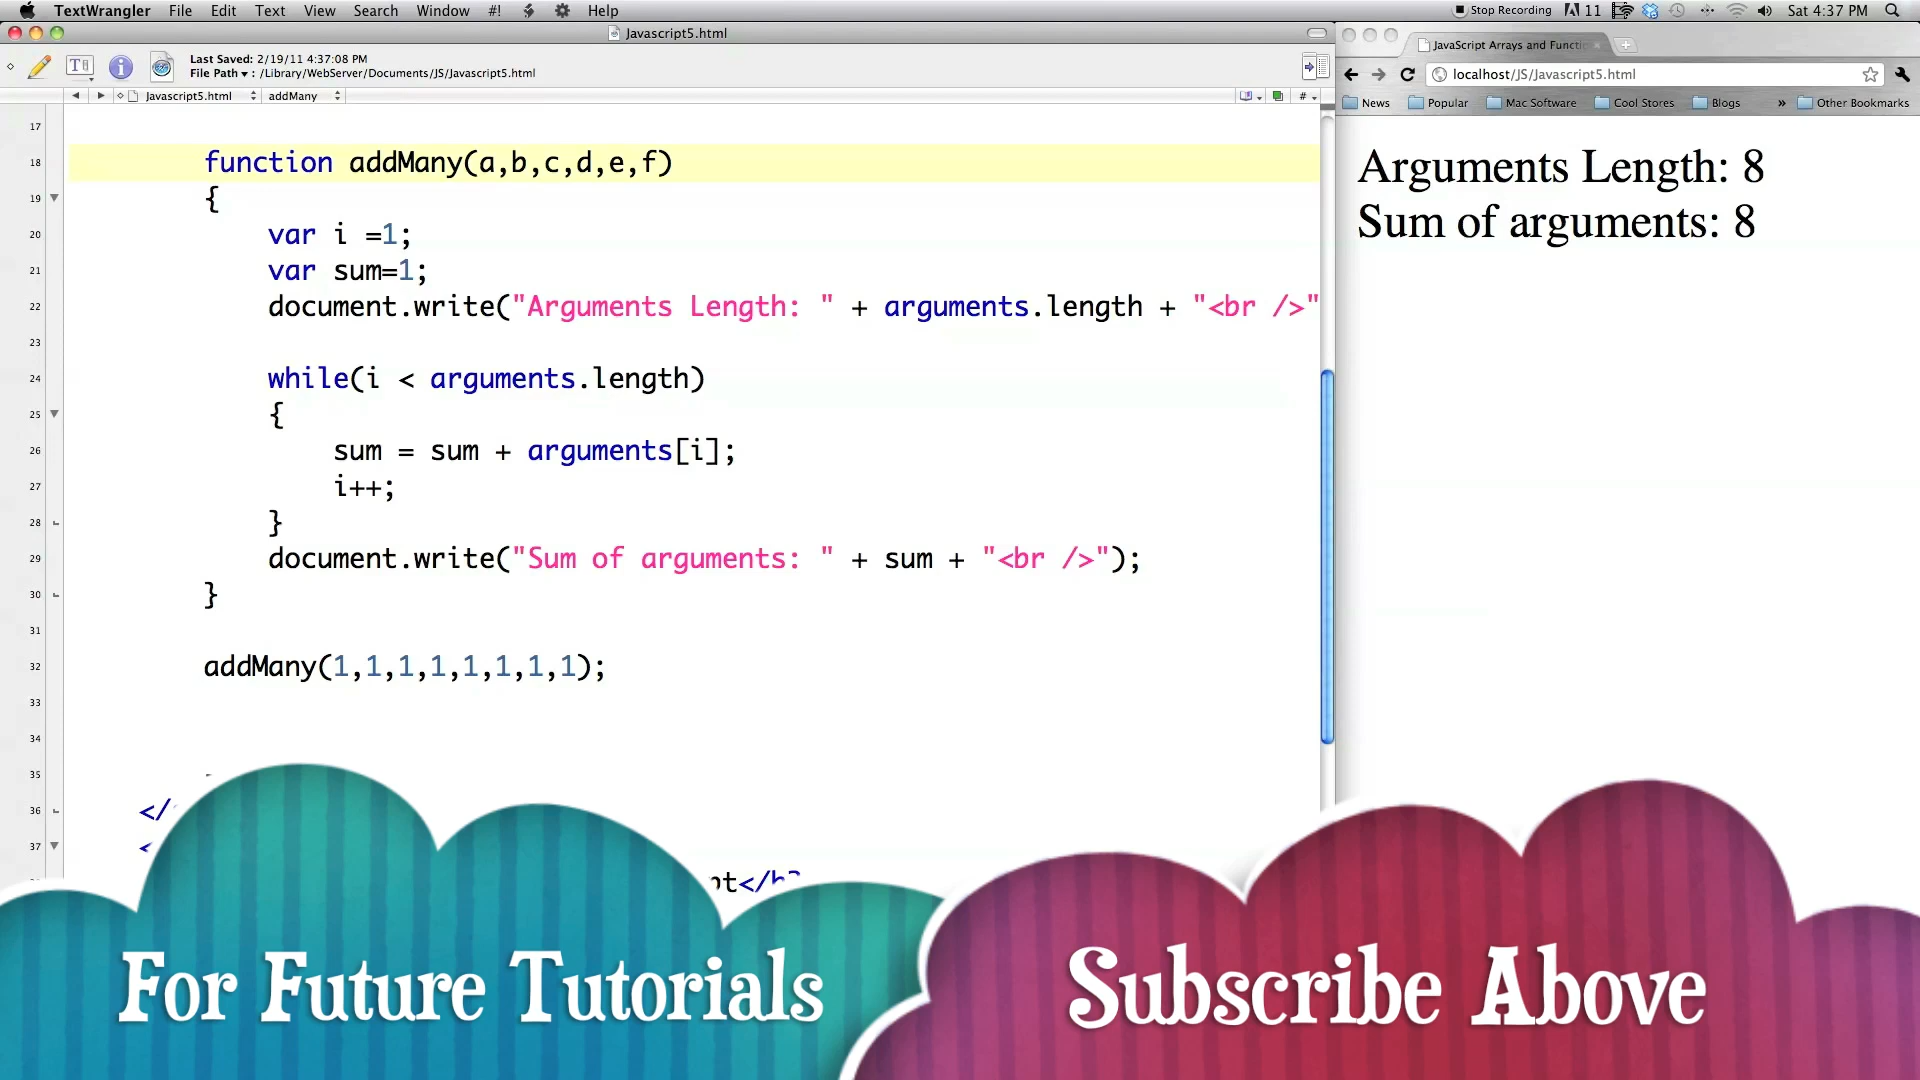 TextWrangler File Edit Text View Search Window #! Help Stop Recording 11 Sat 4:37 PM
Javascript5.html
Last Saved: 2/19/11 4:37:08 PM
File Path ▾ : /Library/WebServer/Documents/JS/Javascript5.html
Javascript5.html addMany
JavaScript Arrays and Functi
localhost/JS/Javascript5.html
News Popular Mac Software Cool Stores Blogs » Other Bookmarks
17
18 function addMany(a,b,c,d,e,f)
19 {
20 var i =1;
21 var sum=1;
22 document.write("Arguments Length: " + arguments.length + "<br />"
23
24 while(i < arguments.length)
25 {
26 sum = sum + arguments[i];
27 i++;
28 }
29 document.write("Sum of arguments: " + sum + "<br />");
30 }
31
32 addMany(1,1,1,1,1,1,1,1);
33
34
35
36 </
37 <
Arguments Length: 8
Sum of arguments: 8
For Future Tutorials
Subscribe Above